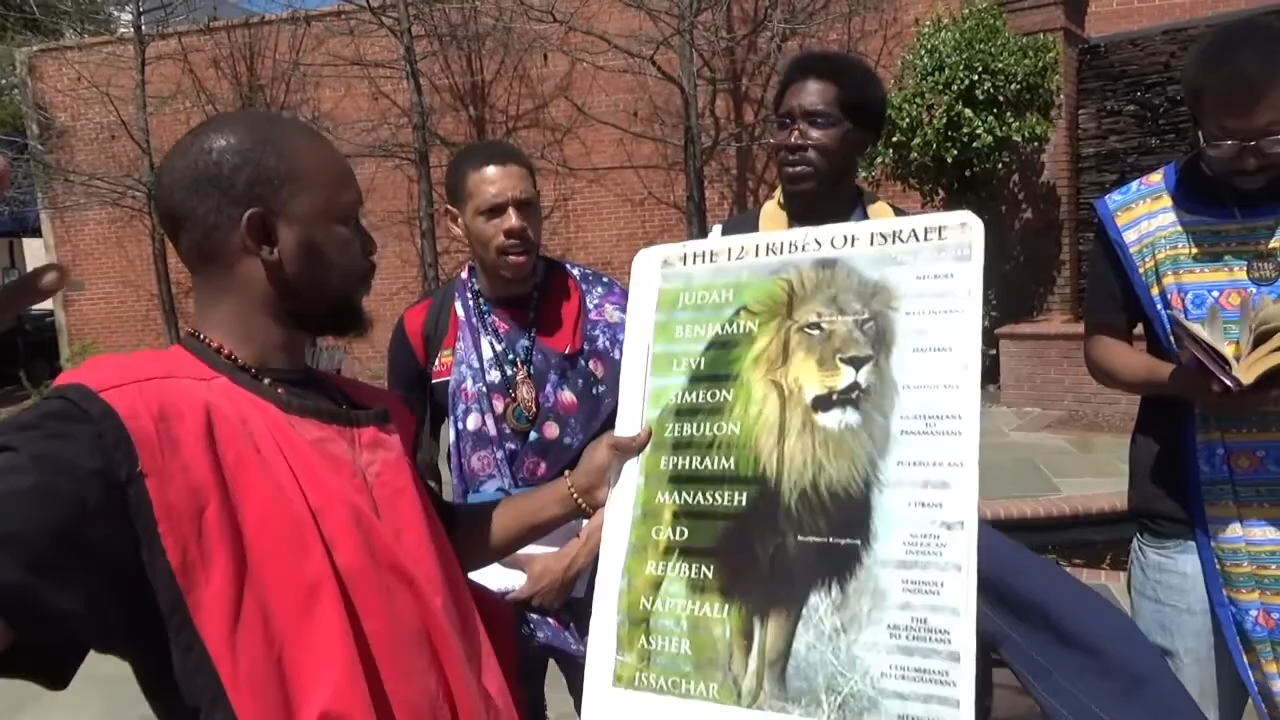 THE 12 TRIBES OF ISRAEL
JUDAH
NEGROES
BENJAMIN
WEST INDIANS
LEVI
HAITIANS
SIMEON
DOMINICANS
ZEBULON
GUATEMALANS
TO
PANAMANIANS
EPHRAIM
PUERTO RICANS
MANASSEH
CUBANS
GAD
NORTH
AMERICAN
INDIANS
REUBEN
SEMINOLE
INDIANS
NAPTHALI
THE
ARGENTINIAN
TO CHILEANS
ASHER
COLUMBIANS
TO URUGUAYANS
ISSACHAR